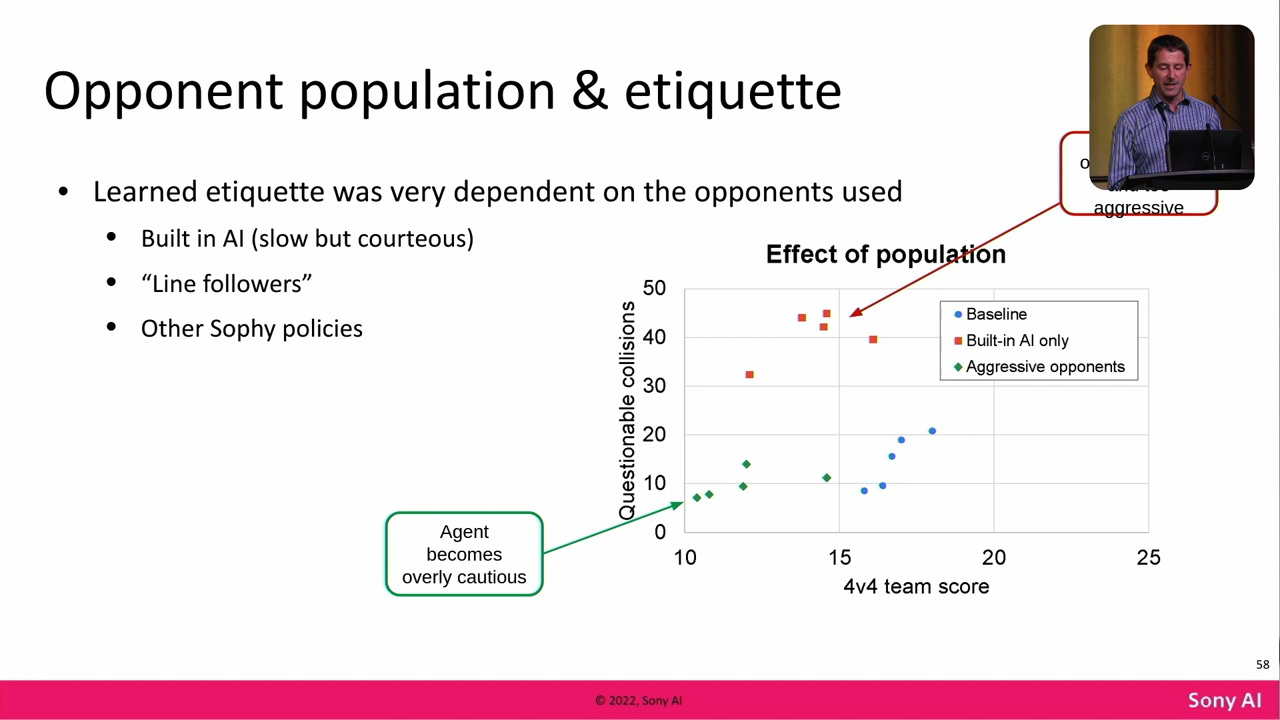 Opponent population & etiquette
• Learned etiquette was very dependent on the opponents used
• Built in AI (slow but courteous)
• “Line followers”
• Other Sophy policies
aggressive
Effect of population
Questionable collisions
50
40
30
20
10
0
Baseline
Built-in AI only
Aggressive opponents
10 15 20 25
4v4 team score
Agent
becomes
overly cautious
58
© 2022, Sony AI
Sony AI